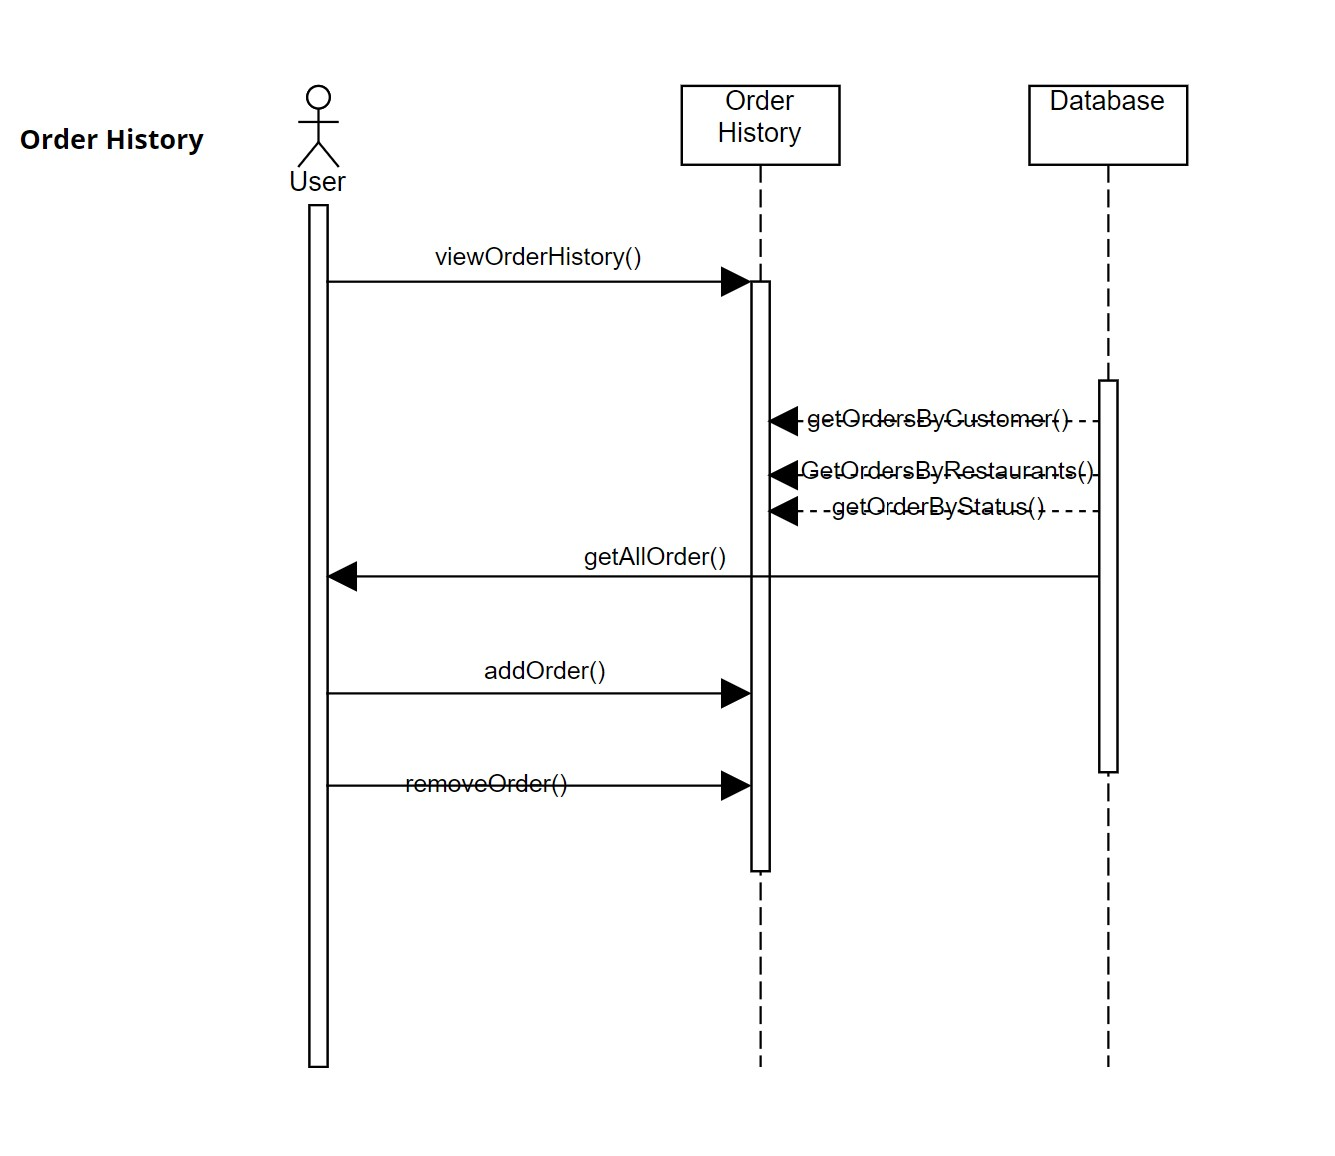 Order History
User
Order
History
Database
viewOrderHistory()
getOrdersByCustomer()
GetOrdersByRestaurants()
getOrderByStatus()
getAllOrder()
addOrder()
removeOrder()